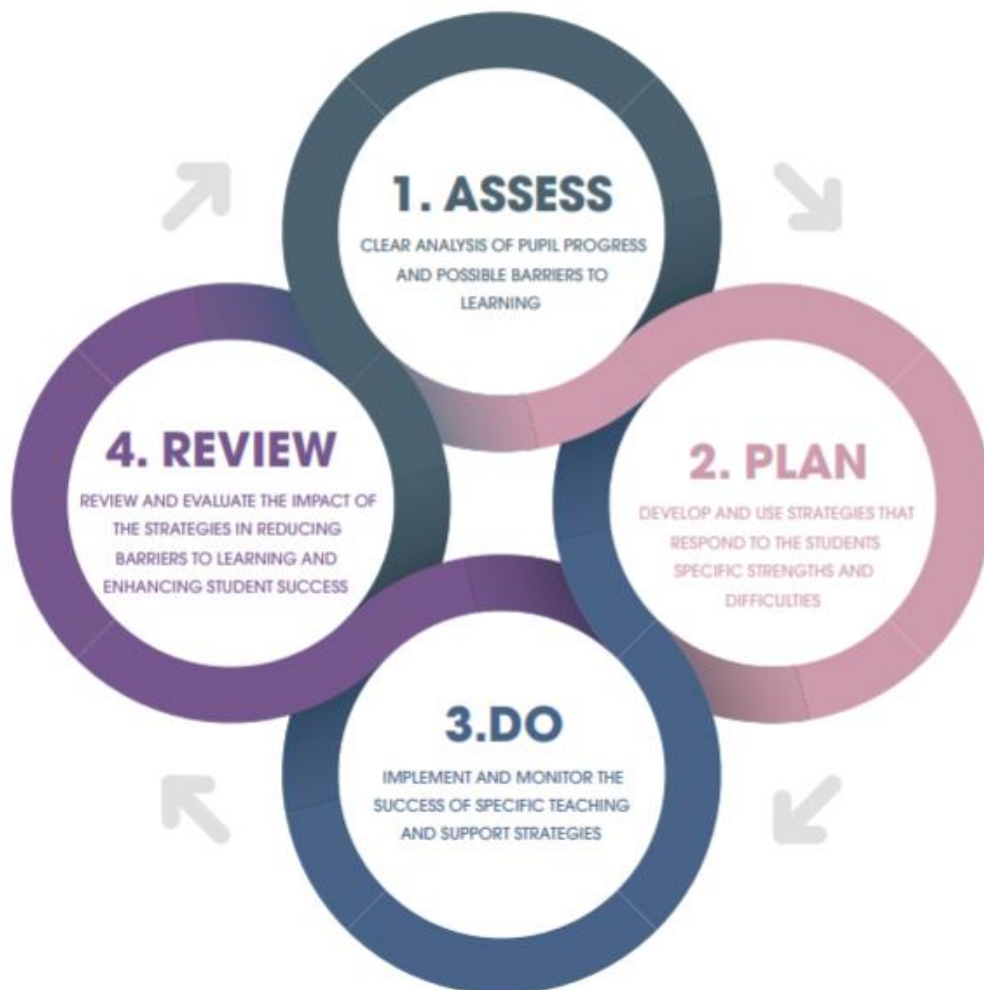 1. ASSESS
CLEAR ANALYSIS OF PUPIL PROGRESS
AND POSSIBLE BARRIERS TO
LEARNING
2. PLAN
DEVELOP AND USE STRATEGIES THAT
RESPOND TO THE STUDENTS
SPECIFIC STRENGTHS AND
DIFFICULTIES
3.DO
IMPLEMENT AND MONITOR THE
SUCCESS OF SPECIFIC TEACHING
AND SUPPORT STRATEGIES
4. REVIEW
REVIEW AND EVALUATE THE IMPACT OF
THE STRATEGIES IN REDUCING
BARRIERS TO LEARNING AND
ENHANCING STUDENT SUCCESS